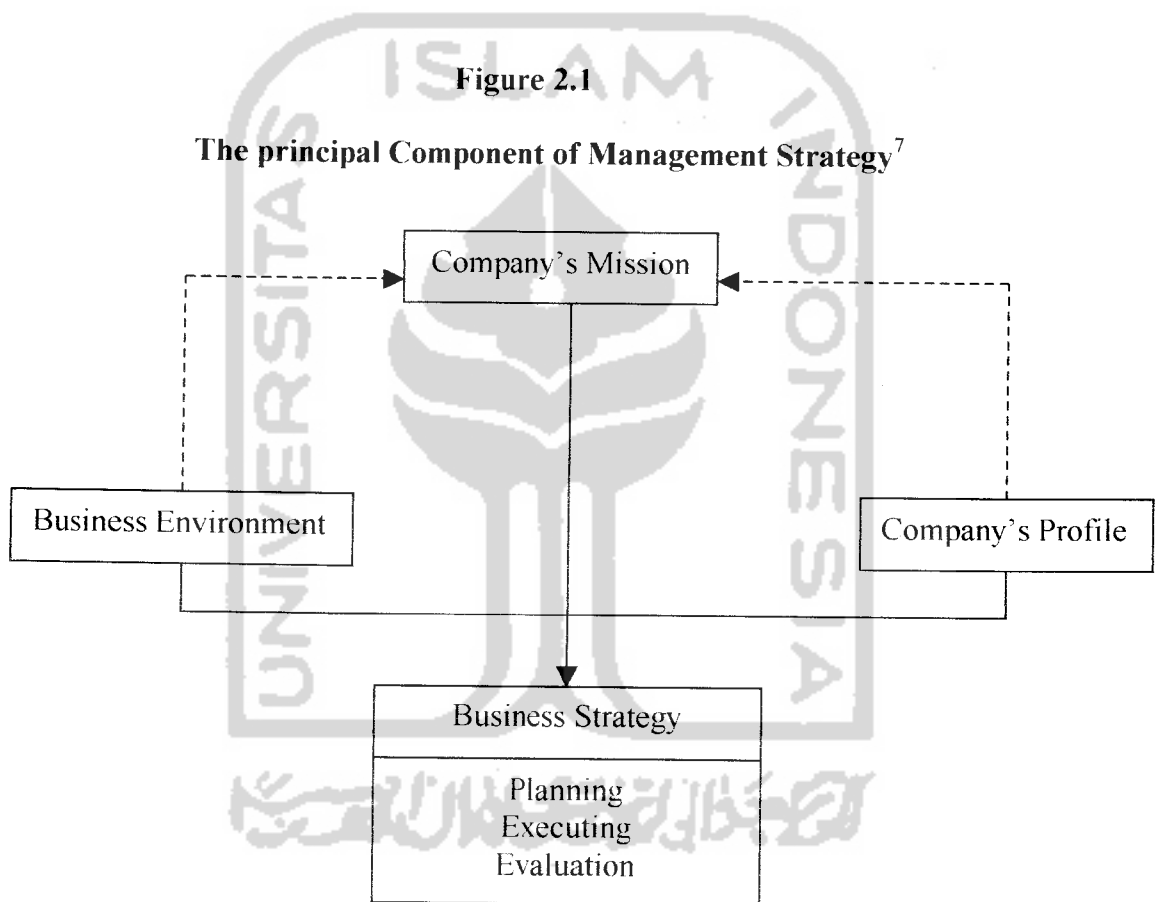 Figure 2.1
The principal Component of Management Strategy⁷
Company's Mission
Business Environment
Company's Profile
Business Strategy
Planning
Executing
Evaluation
UNIVERSITAS
ISLAM
INDONESIA